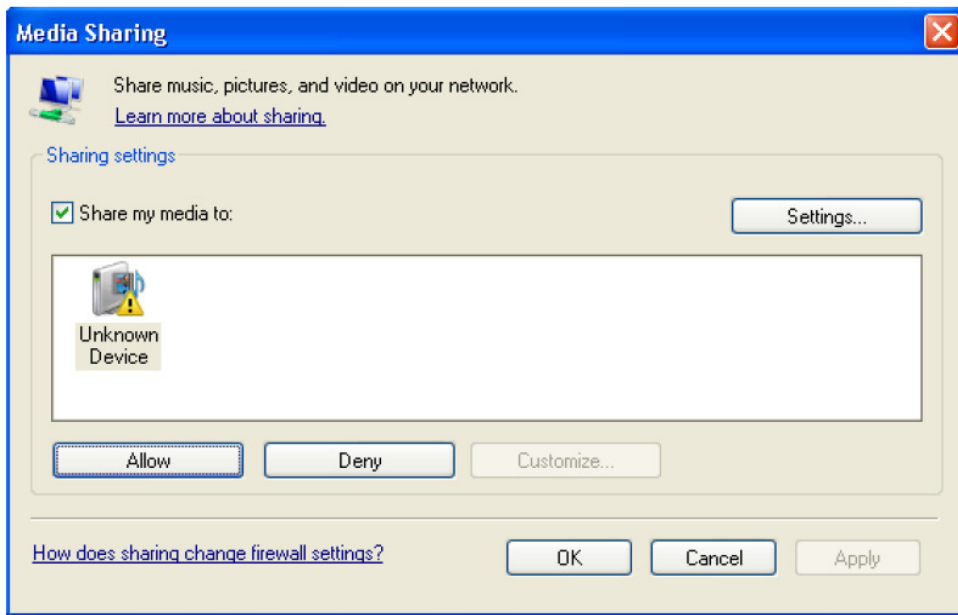 Media Sharing
Share music, pictures, and video on your network.
Learn more about sharing.
Sharing settings
Share my media to:
Settings...
Unknown
Device
Allow
Deny
Customize...
How does sharing change firewall settings?
OK
Cancel
Apply